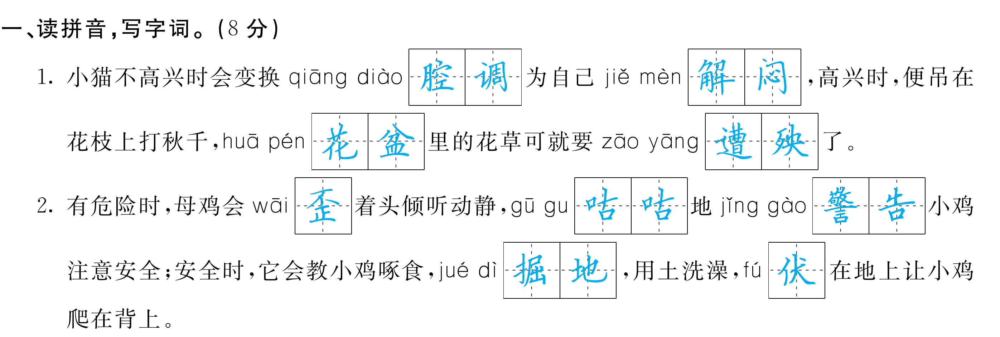 一、读拼音,写字词。(8 分)
1. 小猫不高兴时会变换 qiāng diào 腔调 为自己 jiě mèn 解闷,高兴时,便吊在
花枝上打秋千,huā pén 花盆 里的花草可就要 zāo yāng 遭殃 了。
2. 有危险时,母鸡会 wāi 歪 着头倾听动静,gū gu 咕咕 地 jǐng gào 警告 小鸡
注意安全;安全时,它会教小鸡啄食,jué dì 掘地,用土洗澡,fú 伏 在地上让小鸡
爬在背上。